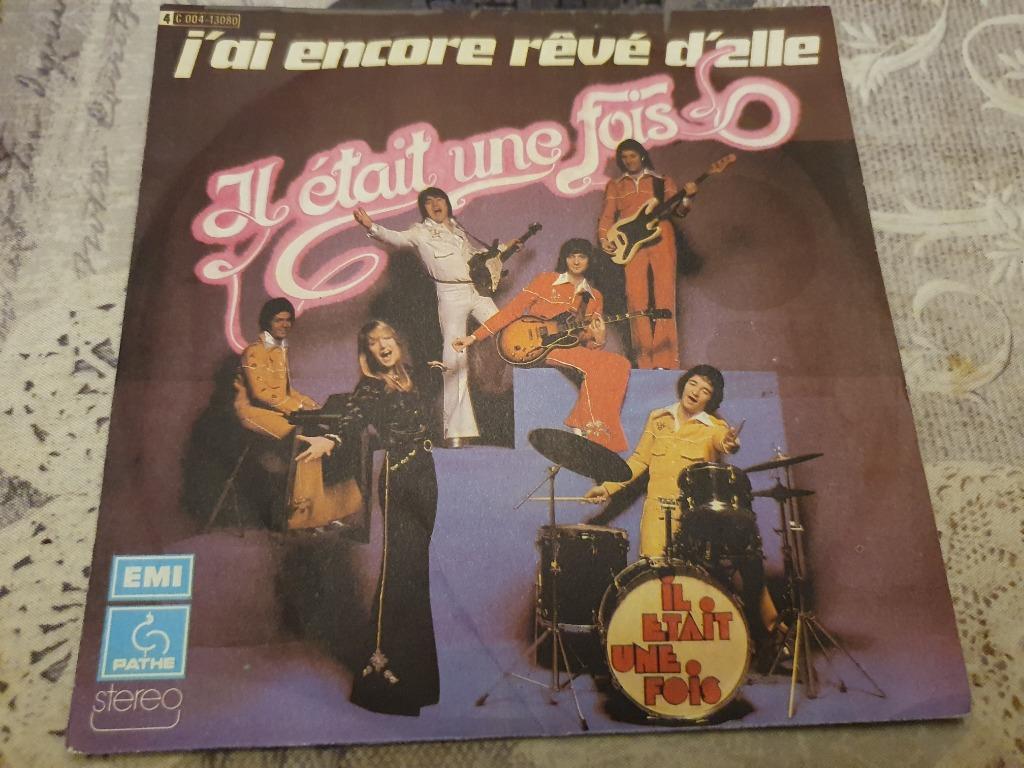 4 C 004-13080
j'ai encore rêvé d'elle
Il était une fois
EMI
PATHE
stereo
IL
ETAIT
UNE
FOIS